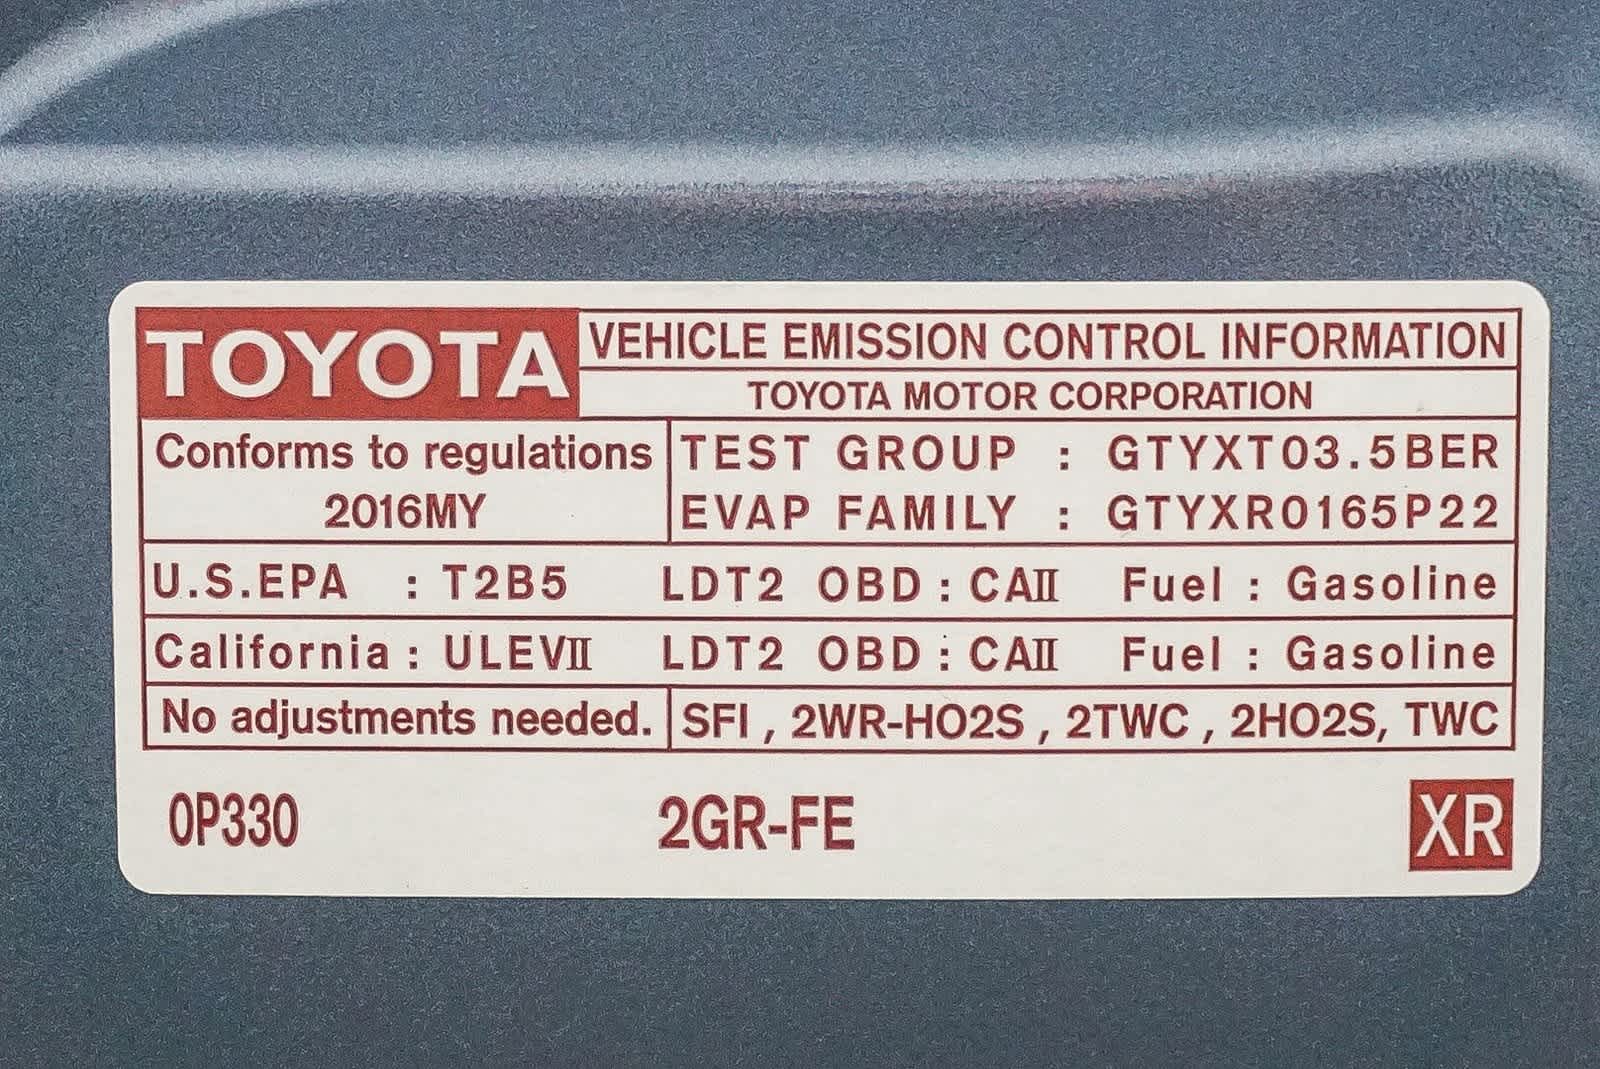 TOYOTA VEHICLE EMISSION CONTROL INFORMATION
TOYOTA MOTOR CORPORATION
Conforms to regulations
2016MY
TEST GROUP : GTYXT03.5BER
EVAP FAMILY : GTYXR0165P22
U.S.EPA : T2B5 LDT2 OBD : CAⅡ Fuel : Gasoline
California : ULEVⅡ LDT2 OBD : CAⅡ Fuel : Gasoline
No adjustments needed. SFI , 2WR-HO2S , 2TWC , 2HO2S, TWC
0P330 2GR-FE XR